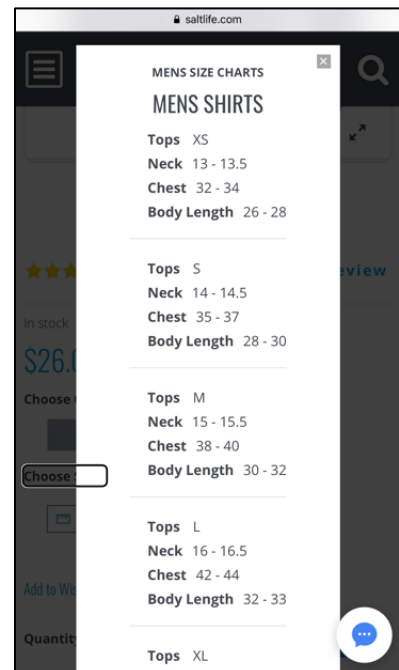 saltlife.com
MENS SIZE CHARTS
MENS SHIRTS
Tops XS
Neck 13 - 13.5
Chest 32 - 34
Body Length 26 - 28
Tops S
Neck 14 - 14.5
Chest 35 - 37
Body Length 28 - 30
Tops M
Neck 15 - 15.5
Chest 38 - 40
Body Length 30 - 32
Tops L
Neck 16 - 16.5
Chest 42 - 44
Body Length 32 - 33
Tops XL
In stock
$26.
Choose
Choose
Add to